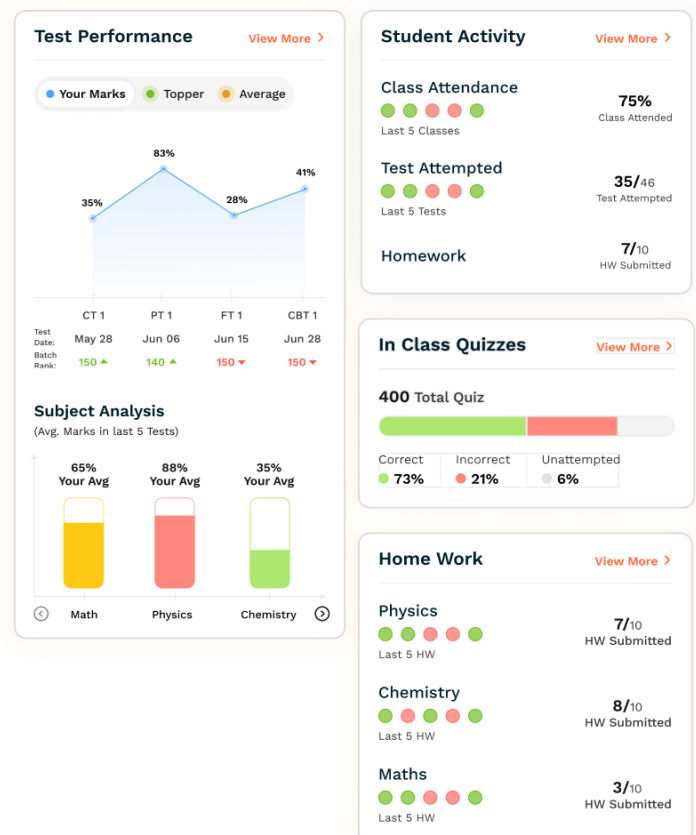 Test Performance
View More >
Your Marks
Topper
Average
35%
83%
28%
41%
CT 1
PT 1
FT 1
CBT 1
Test
Date:
May 28
Jun 06
Jun 15
Jun 28
Batch
Rank:
150
140
150
150
Subject Analysis
(Avg. Marks in last 5 Tests)
65%
Your Avg
88%
Your Avg
35%
Your Avg
Math
Physics
Chemistry
Student Activity
View More >
Class Attendance
Last 5 Classes
75%
Class Attended
Test Attempted
Last 5 Tests
35/46
Test Attempted
Homework
7/10
HW Submitted
In Class Quizzes
View More >
400 Total Quiz
Correct
73%
Incorrect
21%
Unattempted
6%
Home Work
View More >
Physics
Last 5 HW
7/10
HW Submitted
Chemistry
Last 5 HW
8/10
HW Submitted
Maths
Last 5 HW
3/10
HW Submitted